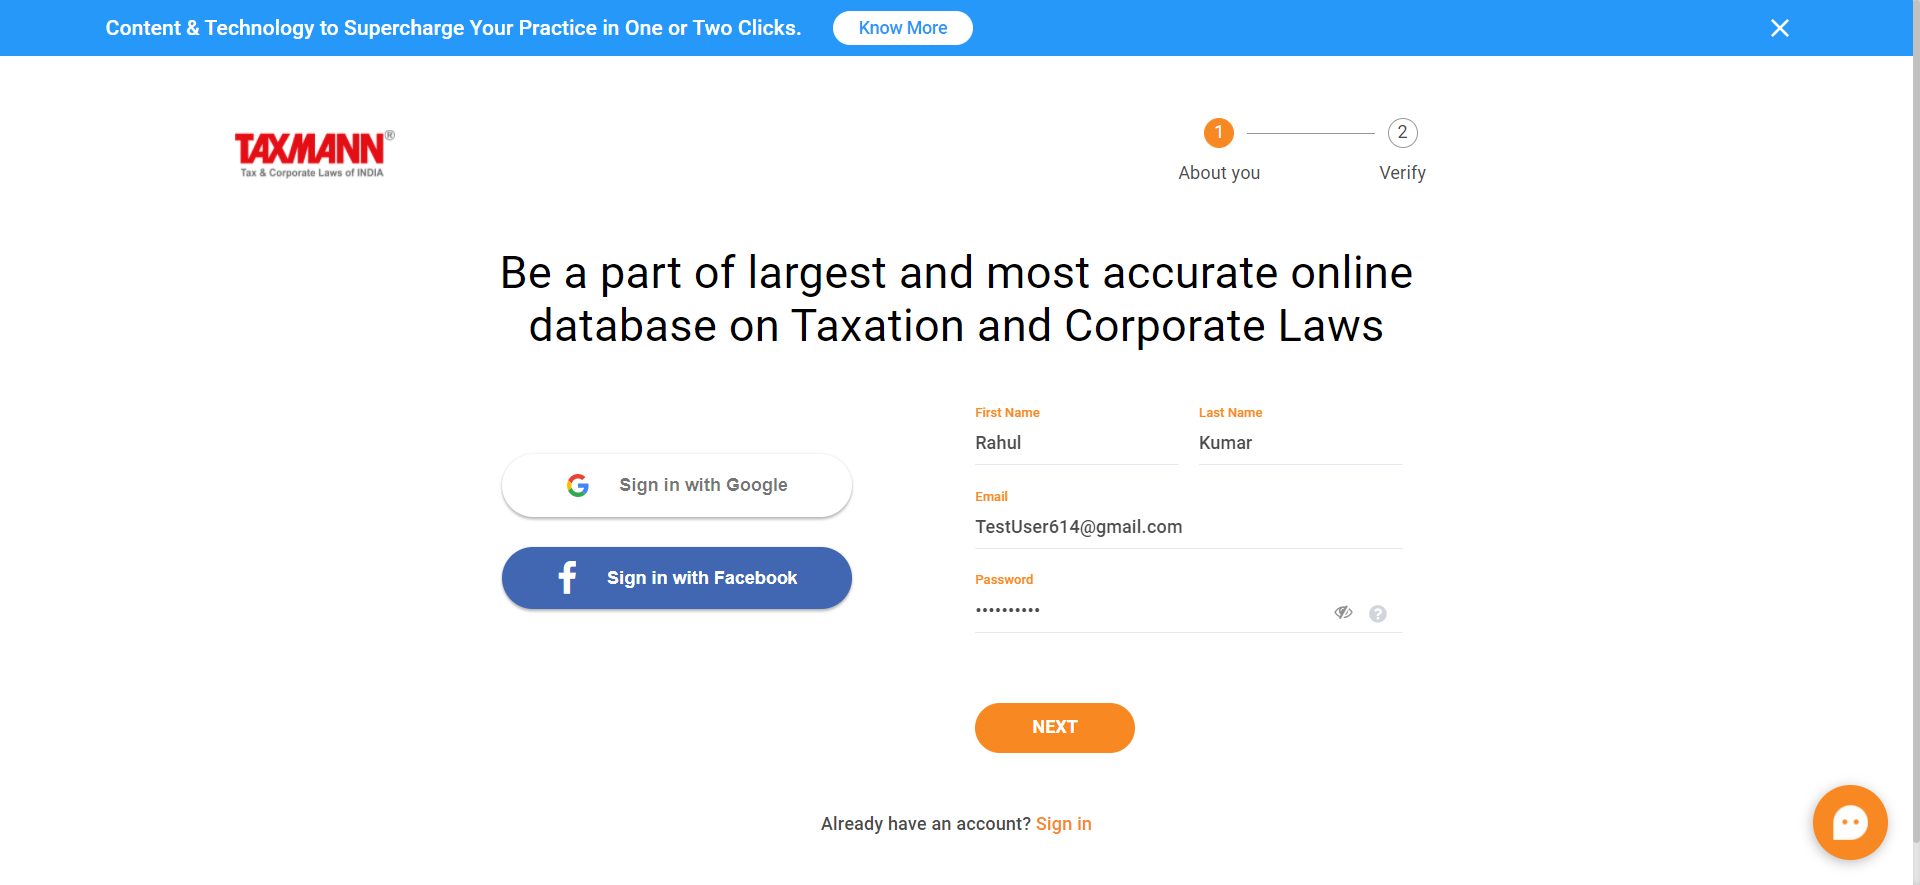 Content & Technology to Supercharge Your Practice in One or Two Clicks. Know More
TAXMANN®
Tax & Corporate Laws of INDIA
1 2
About you Verify
Be a part of largest and most accurate online
database on Taxation and Corporate Laws
Sign in with Google
Sign in with Facebook
First Name Last Name
Rahul Kumar
Email
TestUser614@gmail.com
Password
••••••••••
?
NEXT
Already have an account? Sign in